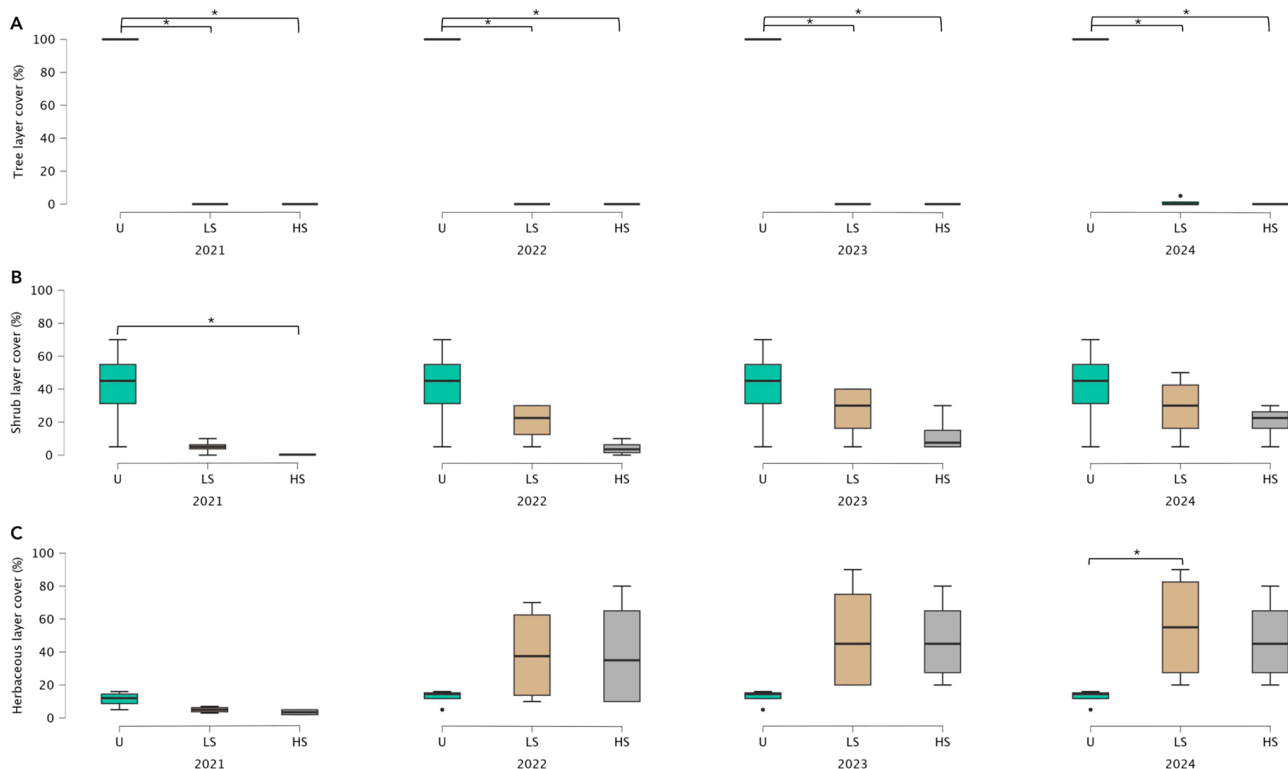 A
* * * * * * * *
Tree layer cover (%)
100
80
60
40
20
0
U LS HS U LS HS U LS HS U LS HS
2021 2022 2023 2024
B
*
Shrub layer cover (%)
100
80
60
40
20
0
U LS HS U LS HS U LS HS U LS HS
2021 2022 2023 2024
C
*
Herbaceous layer cover (%)
100
80
60
40
20
0
U LS HS U LS HS U LS HS U LS HS
2021 2022 2023 2024